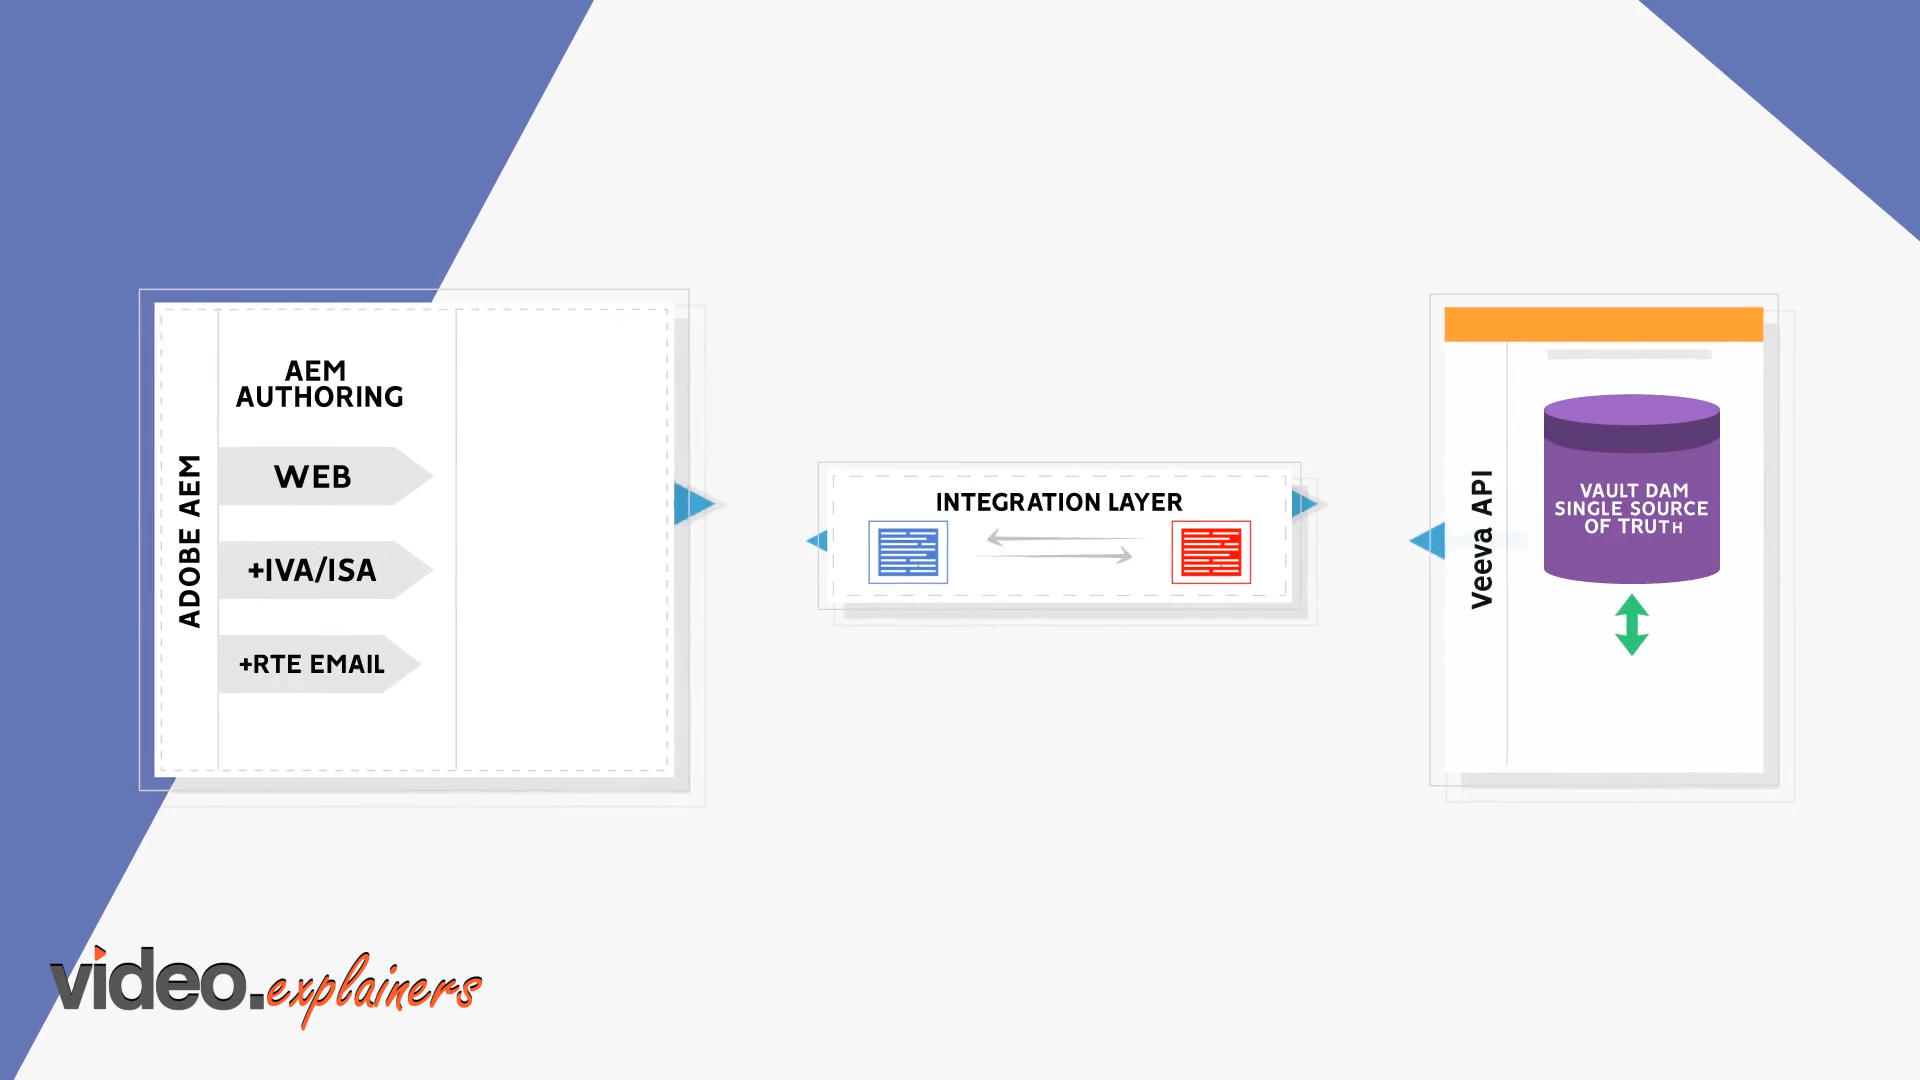 ADOBE AEM
AEM
AUTHORING
WEB
+IVA/ISA
+RTE EMAIL
INTEGRATION LAYER
Veeva API
VAULT DAM
SINGLE SOURCE
OF TRUTH
video.explainers